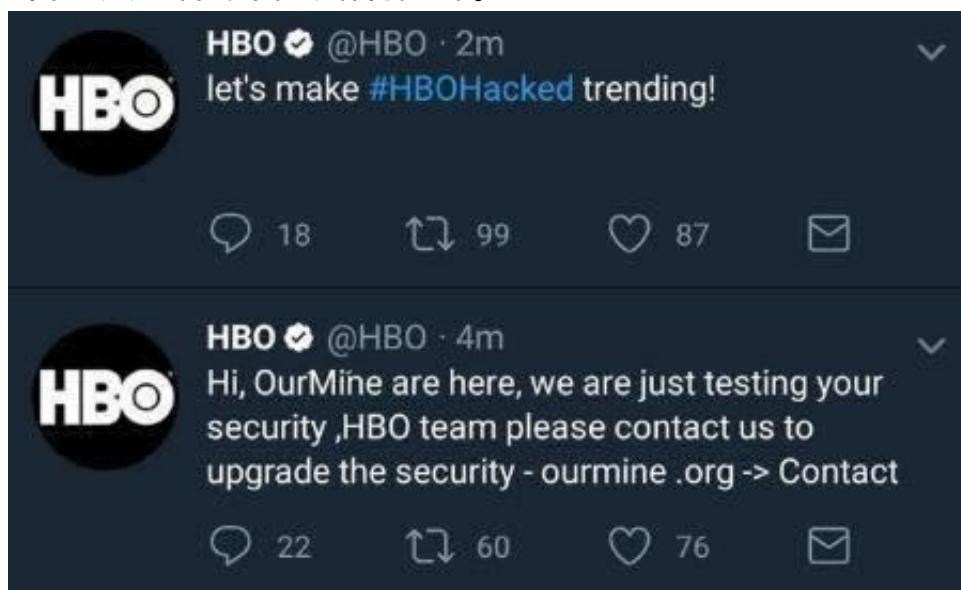 HBO @HBO · 2m
let's make #HBOHacked trending!
HBO
18 99 87
HBO @HBO · 4m
Hi, OurMine are here, we are just testing your
HBO
security ,HBO team please contact us to
upgrade the security - ourmine .org -> Contact
22 60 76